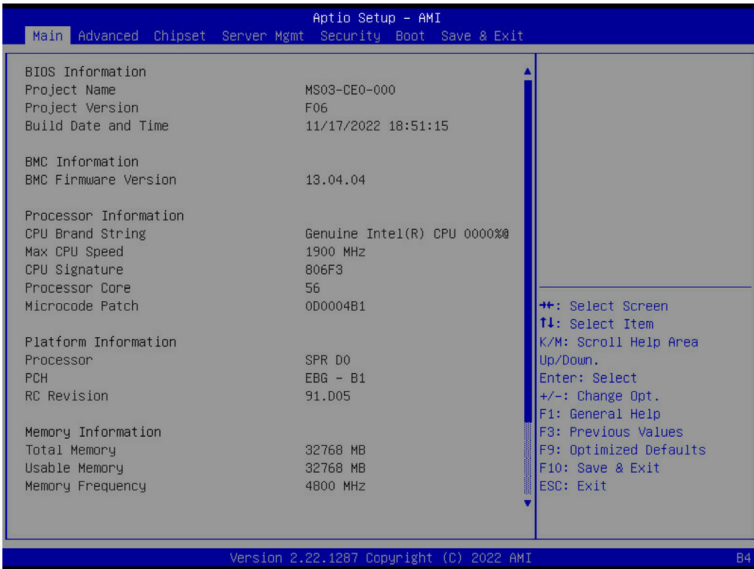 Aptio Setup – AMI
Main Advanced Chipset Server Mgmt Security Boot Save & Exit
BIOS Information
Project Name MS03-CE0-000
Project Version F06
Build Date and Time 11/17/2022 18:51:15
BMC Information
BMC Firmware Version 13.04.04
Processor Information
CPU Brand String Genuine Intel(R) CPU 0000%@
Max CPU Speed 1900 MHz
CPU Signature 806F3
Processor Core 56
Microcode Patch 0D0004B1
Platform Information
Processor SPR D0
PCH EBG - B1
RC Revision 91.D05
Memory Information
Total Memory 32768 MB
Usable Memory 32768 MB
Memory Frequency 4800 MHz
→←: Select Screen
↑↓: Select Item
K/M: Scroll Help Area
Up/Down.
Enter: Select
+/-: Change Opt.
F1: General Help
F3: Previous Values
F9: Optimized Defaults
F10: Save & Exit
ESC: Exit
Version 2.22.1287 Copyright (C) 2022 AMI
B4